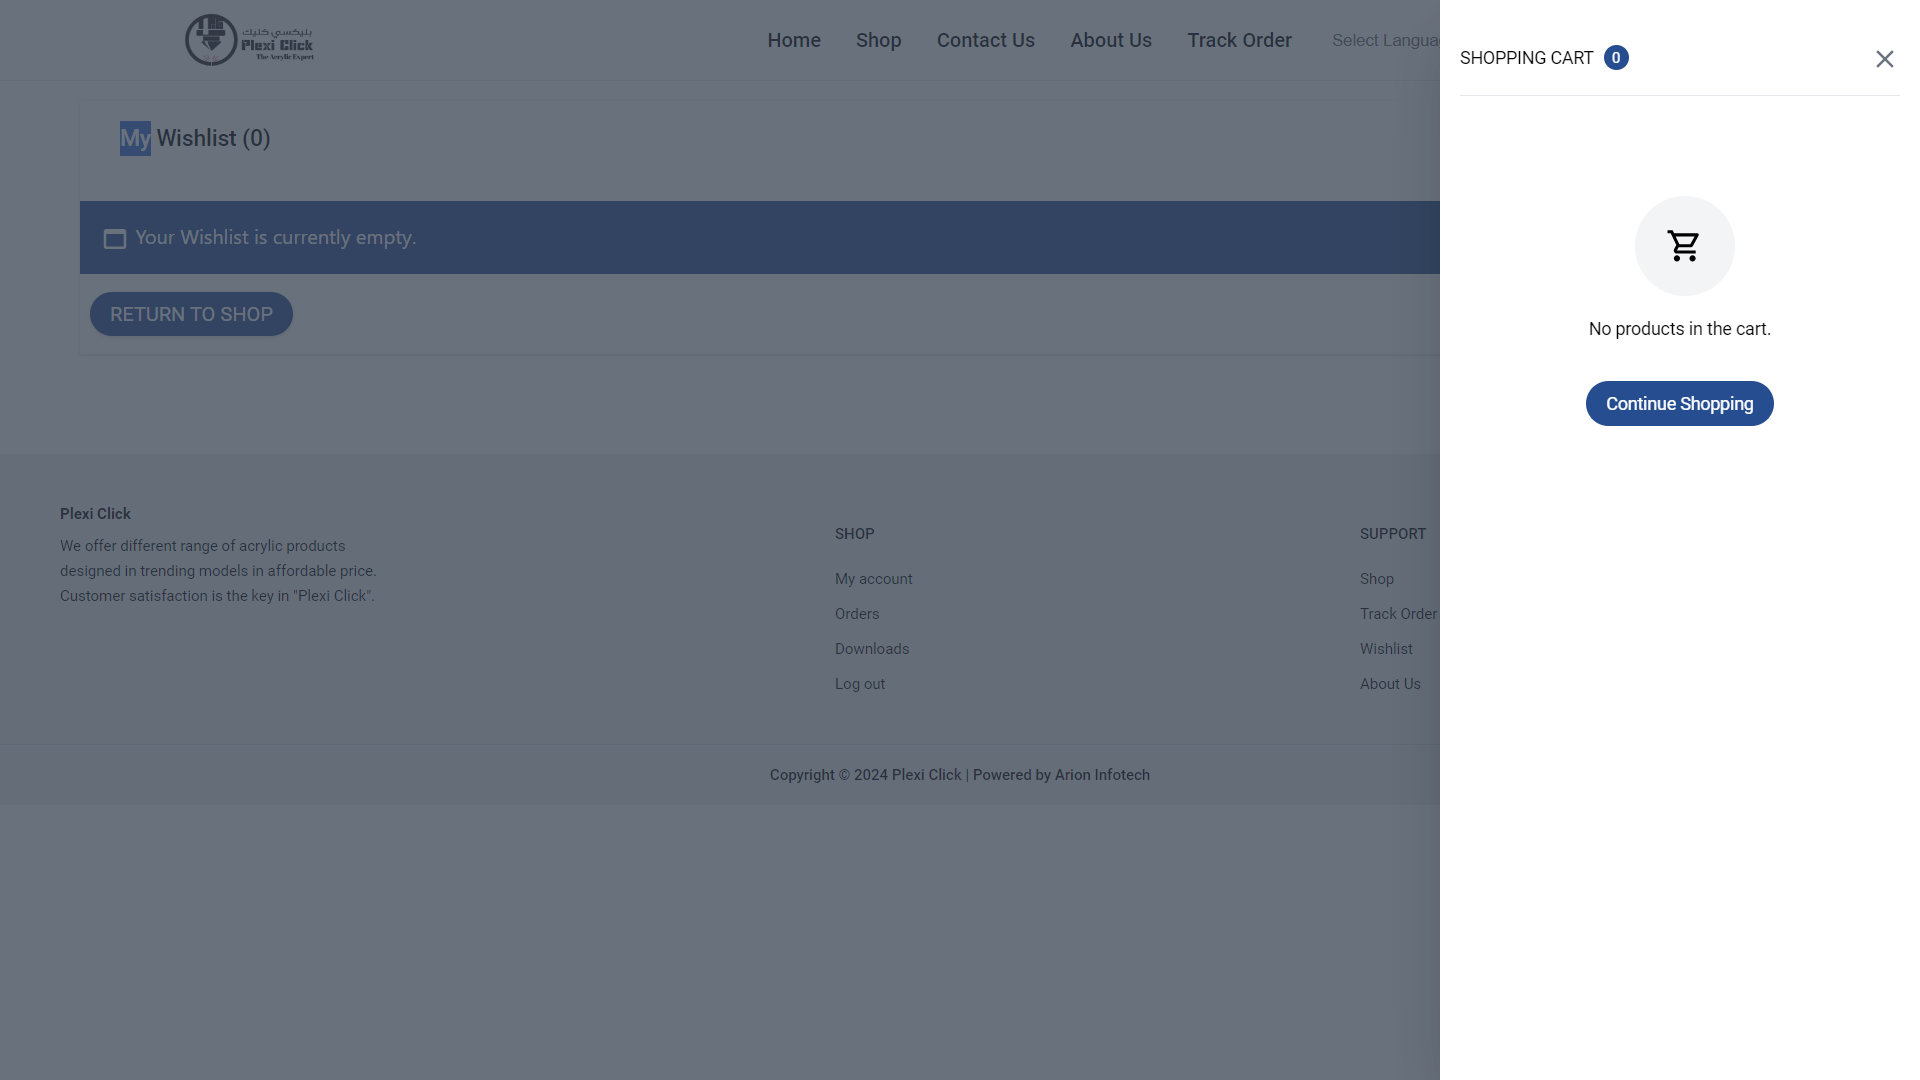 بليكسي كليك
Plexi Click
The Acrylic Expert
Home
Shop
Contact Us
About Us
Track Order
Select Langua
SHOPPING CART 0
My Wishlist (0)
Your Wishlist is currently empty.
RETURN TO SHOP
No products in the cart.
Continue Shopping
Plexi Click
We offer different range of acrylic products
designed in trending models in affordable price.
Customer satisfaction is the key in "Plexi Click".
SHOP
My account
Orders
Downloads
Log out
SUPPORT
Shop
Track Order
Wishlist
About Us
Copyright © 2024 Plexi Click | Powered by Arion Infotech